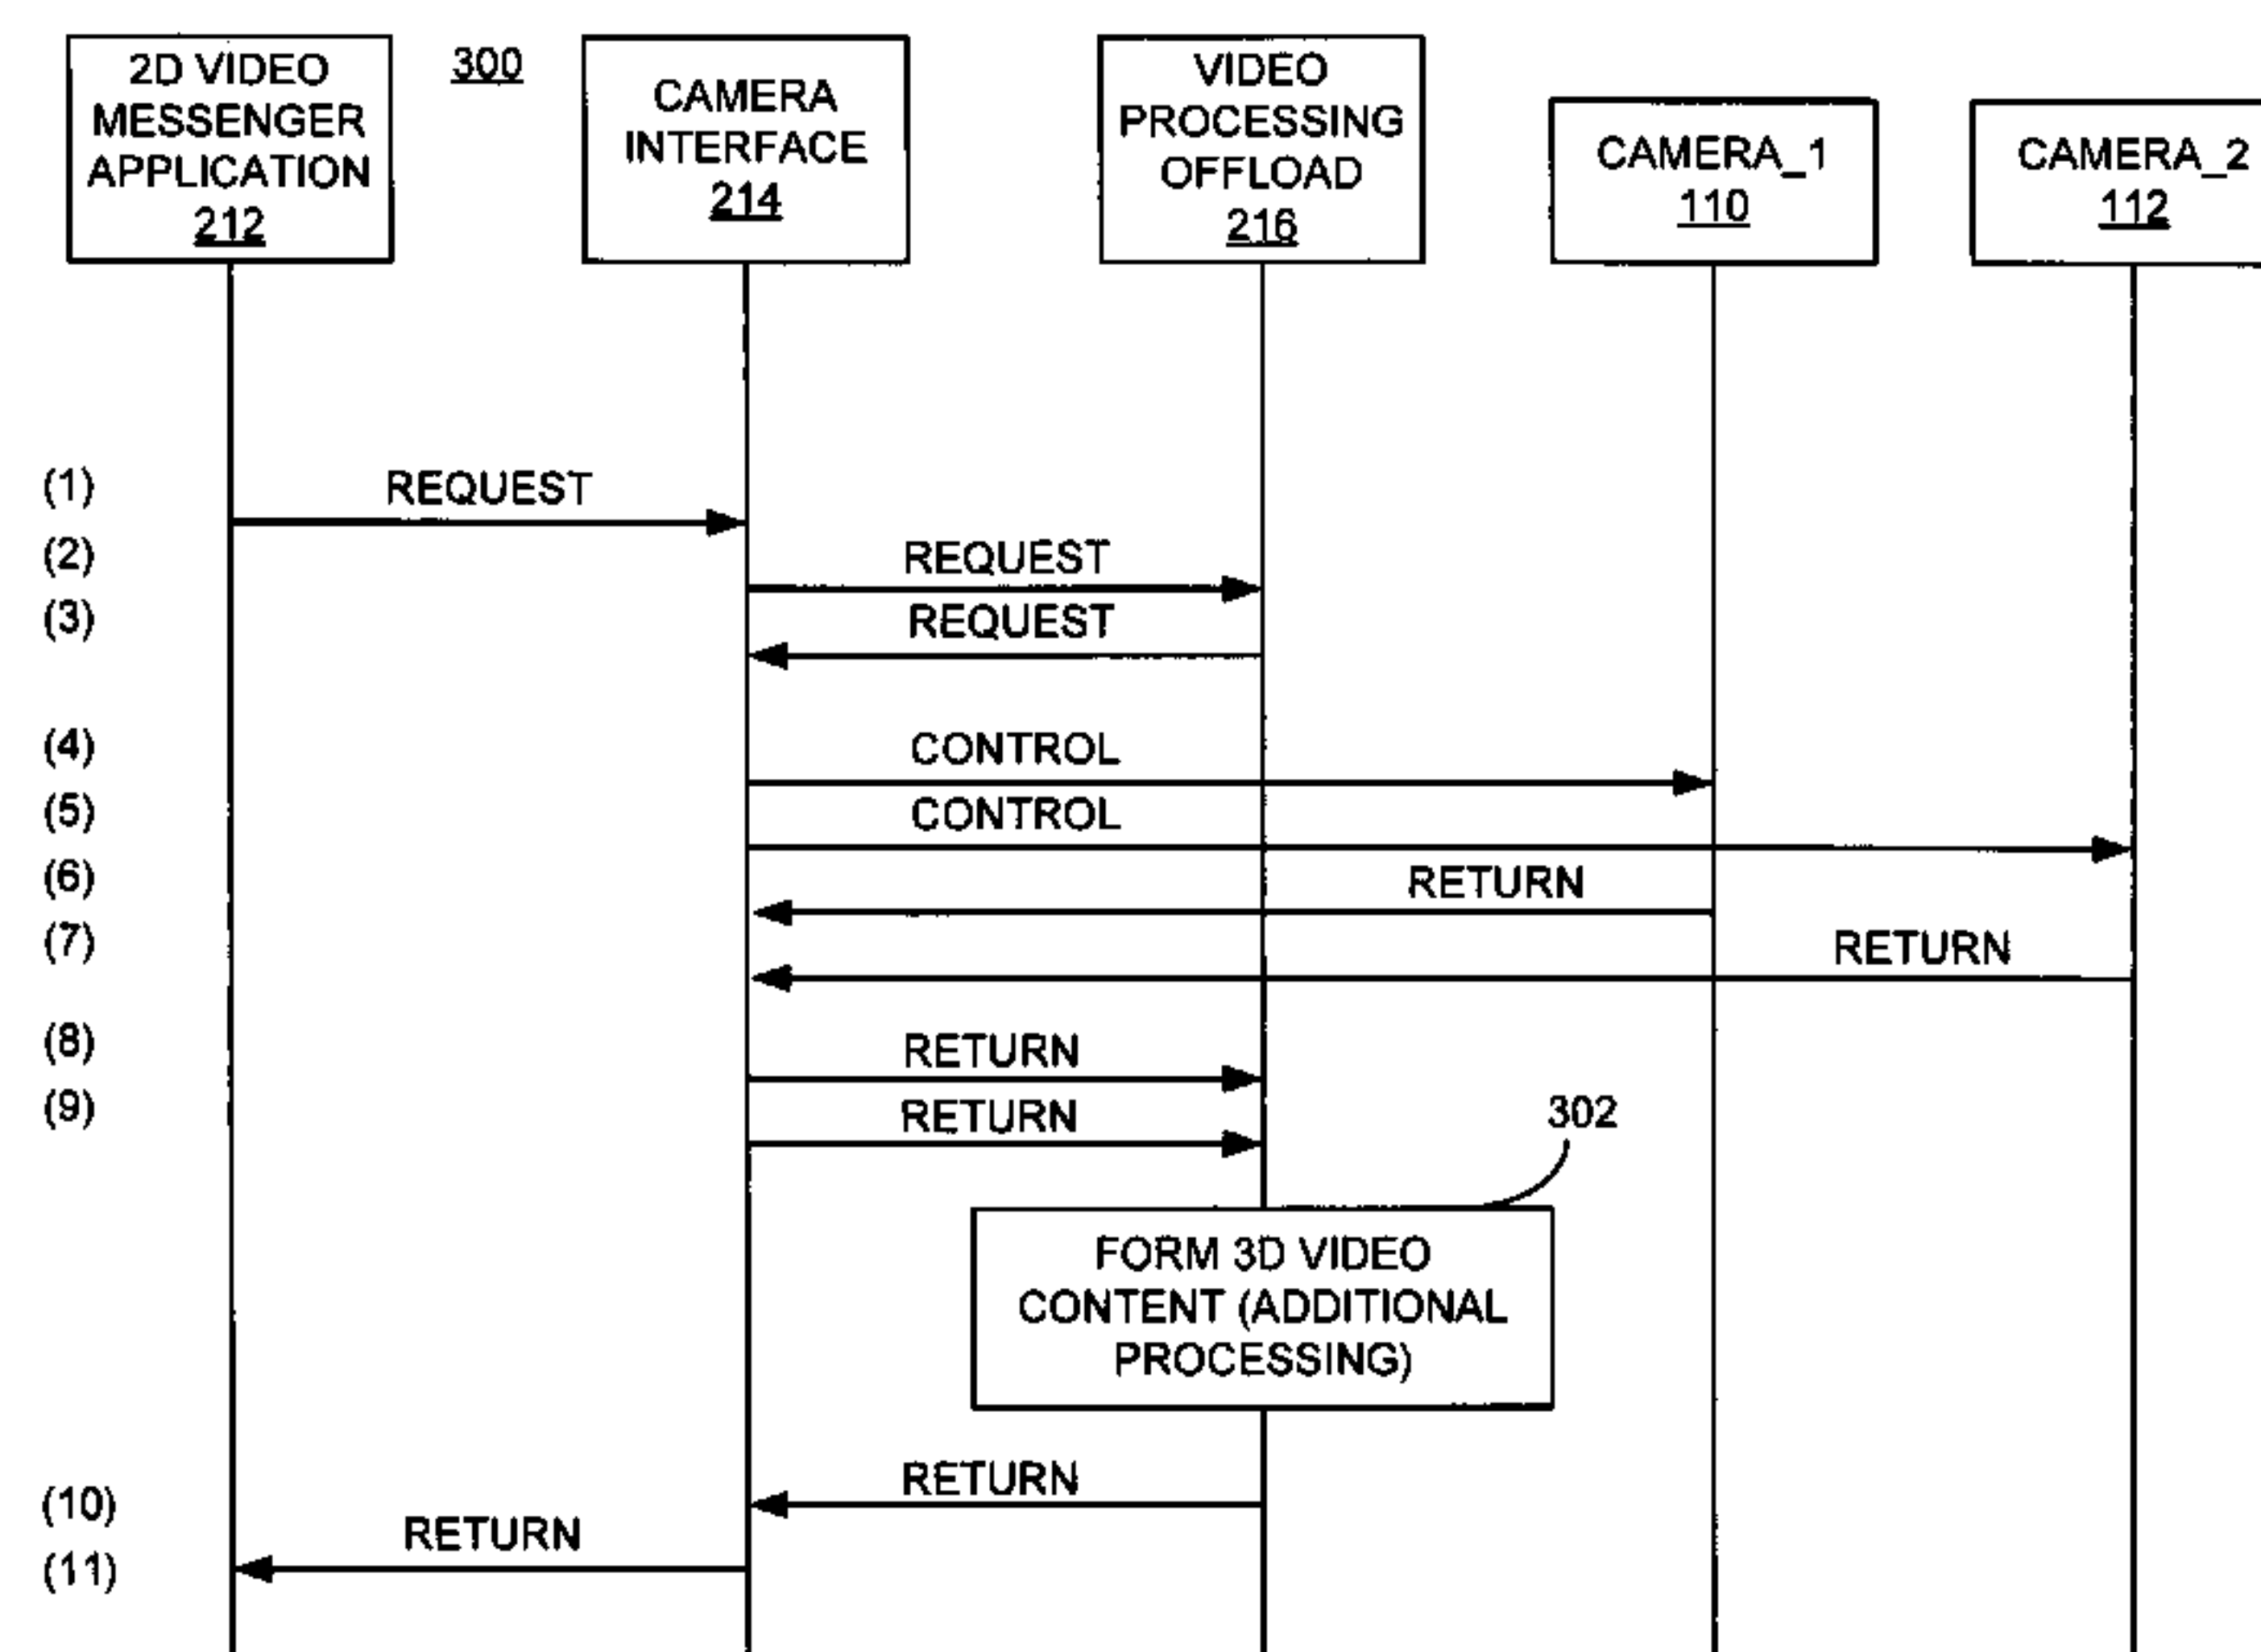 2D VIDEO
MESSENGER
APPLICATION
212
300
CAMERA
INTERFACE
214
VIDEO
PROCESSING
OFFLOAD
216
CAMERA_1
110
CAMERA_2
112
(1)
REQUEST
(2)
REQUEST
(3)
REQUEST
(4)
CONTROL
(5)
CONTROL
(6)
RETURN
(7)
RETURN
(8)
RETURN
(9)
RETURN
302
FORM 3D VIDEO
CONTENT (ADDITIONAL
PROCESSING)
(10)
RETURN
(11)
RETURN